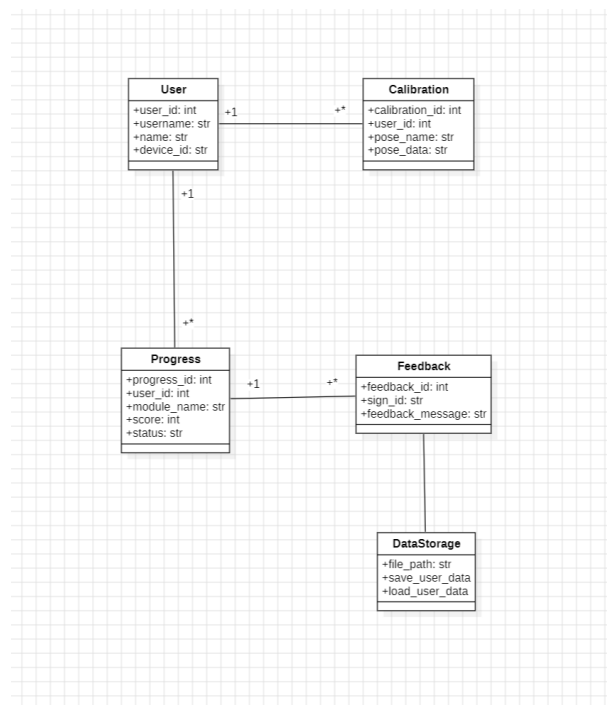 User
+user_id: int
+username: str
+name: str
+device_id: str
+1
+*
Calibration
+calibration_id: int
+user_id: int
+pose_name: str
+pose_data: str
+1
+*
Progress
+progress_id: int
+user_id: int
+module_name: str
+score: int
+status: str
+1
+*
Feedback
+feedback_id: int
+sign_id: str
+feedback_message: str
DataStorage
+file_path: str
+save_user_data
+load_user_data